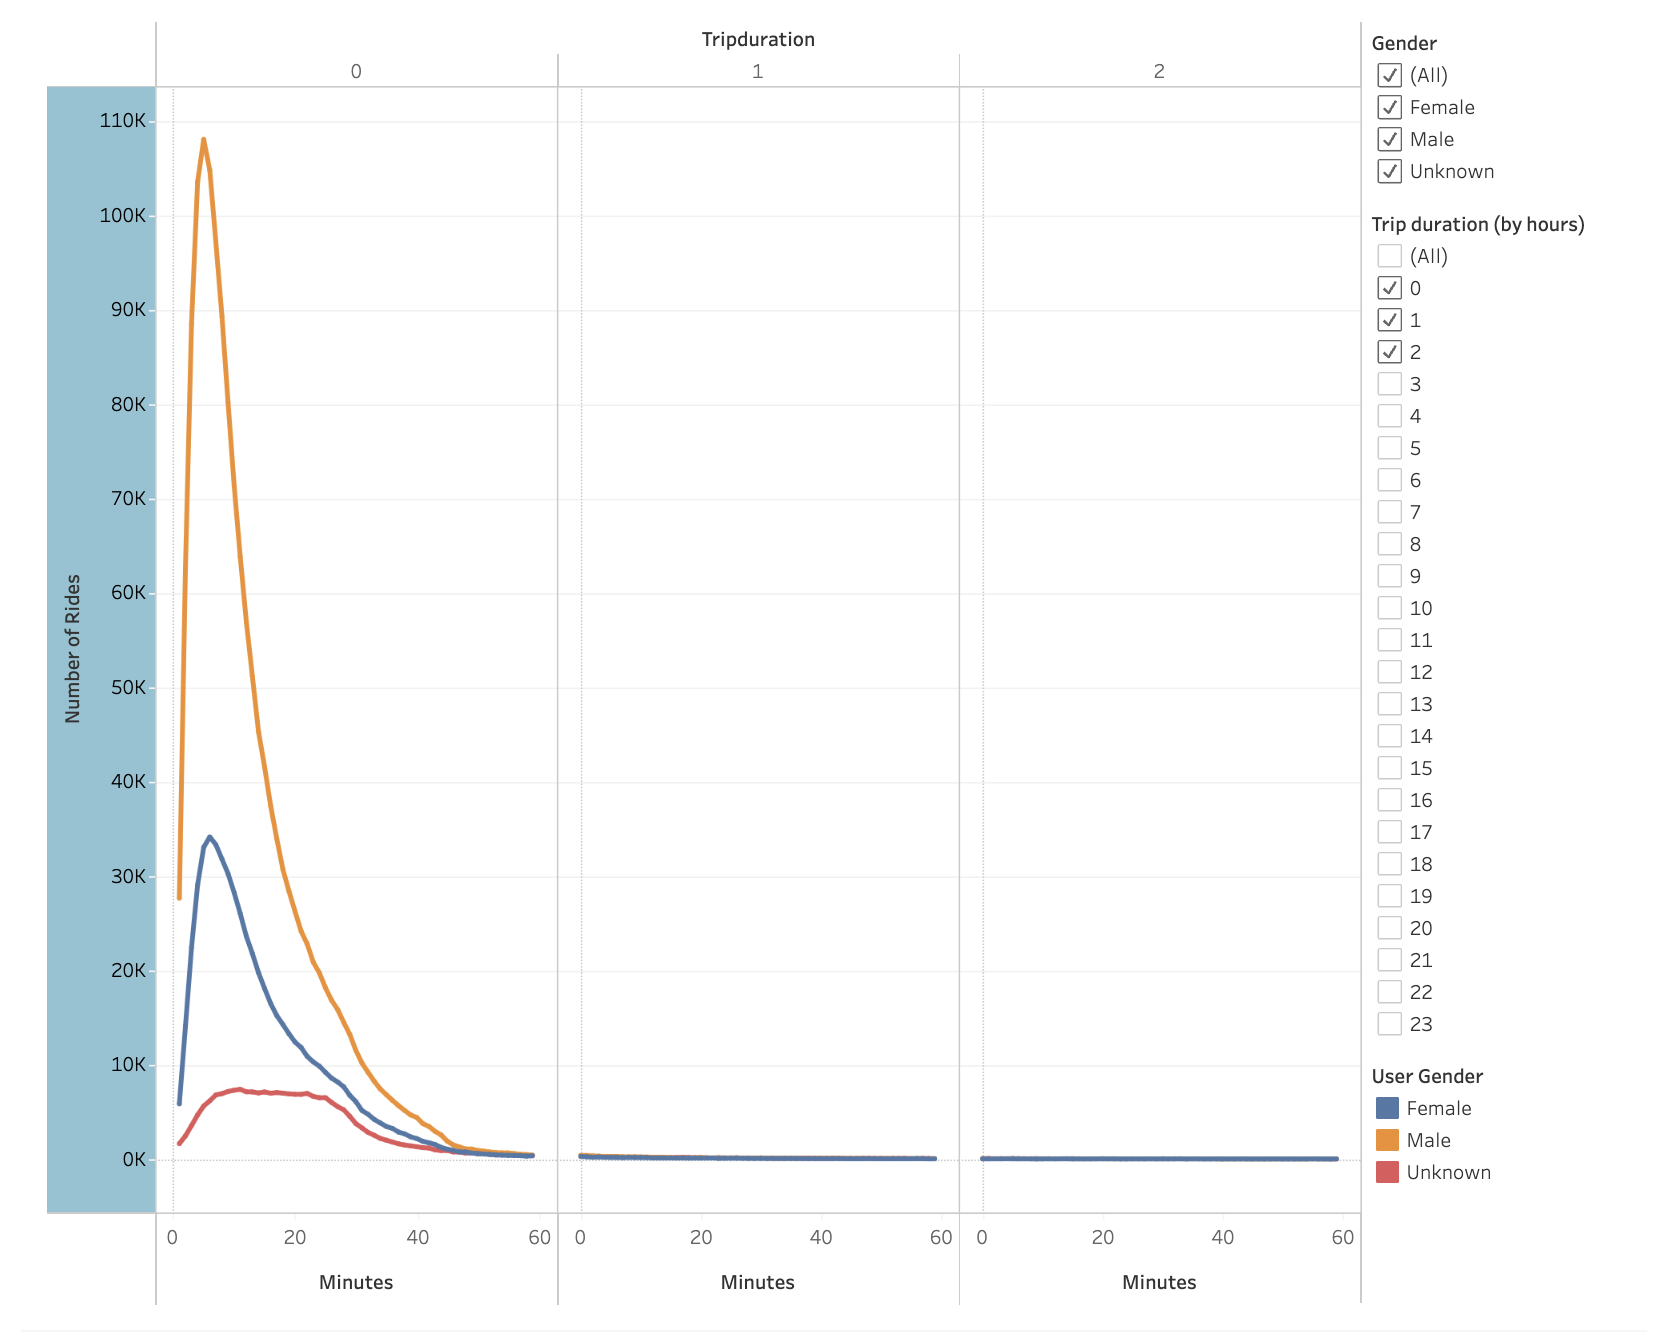 Tripduration
0
1
2
Number of Rides
110K
100K
90K
80K
70K
60K
50K
40K
30K
20K
10K
0K
0 20 40 60
0 20 40 60
0 20 40 60
Minutes
Minutes
Minutes
Gender
(All)
Female
Male
Unknown
Trip duration (by hours)
(All)
0
1
2
3
4
5
6
7
8
9
10
11
12
13
14
15
16
17
18
19
20
21
22
23
User Gender
Female
Male
Unknown